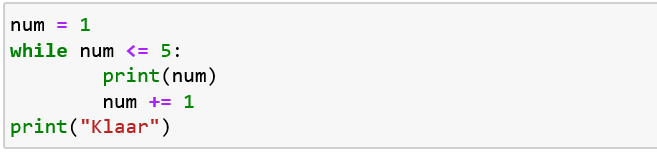 num = 1
while num <= 5:
        print(num)
        num += 1
print("Klaar")